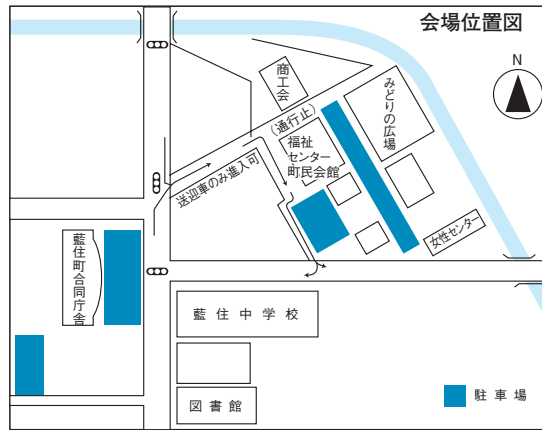 会場位置図
N
商工会
みどりの広場
(通行止)
福祉
センター
町民会館
送迎車のみ進入可
女性センター
藍住町合同庁舎
藍住中学校
図書館
駐車場